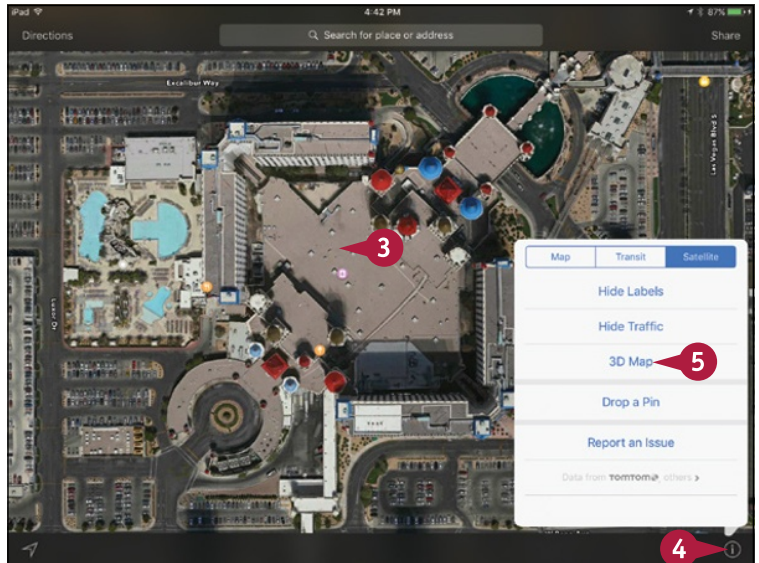 iPad 4:42 PM 87%
Directions Search for place or address Share
Excalibur Way
Las Vegas Blvd S
3
Map Transit Satellite
Hide Labels
Hide Traffic
3D Map 5
Luxor Dr
Drop a Pin
Report an Issue
Data from TOMTOM, others >
4